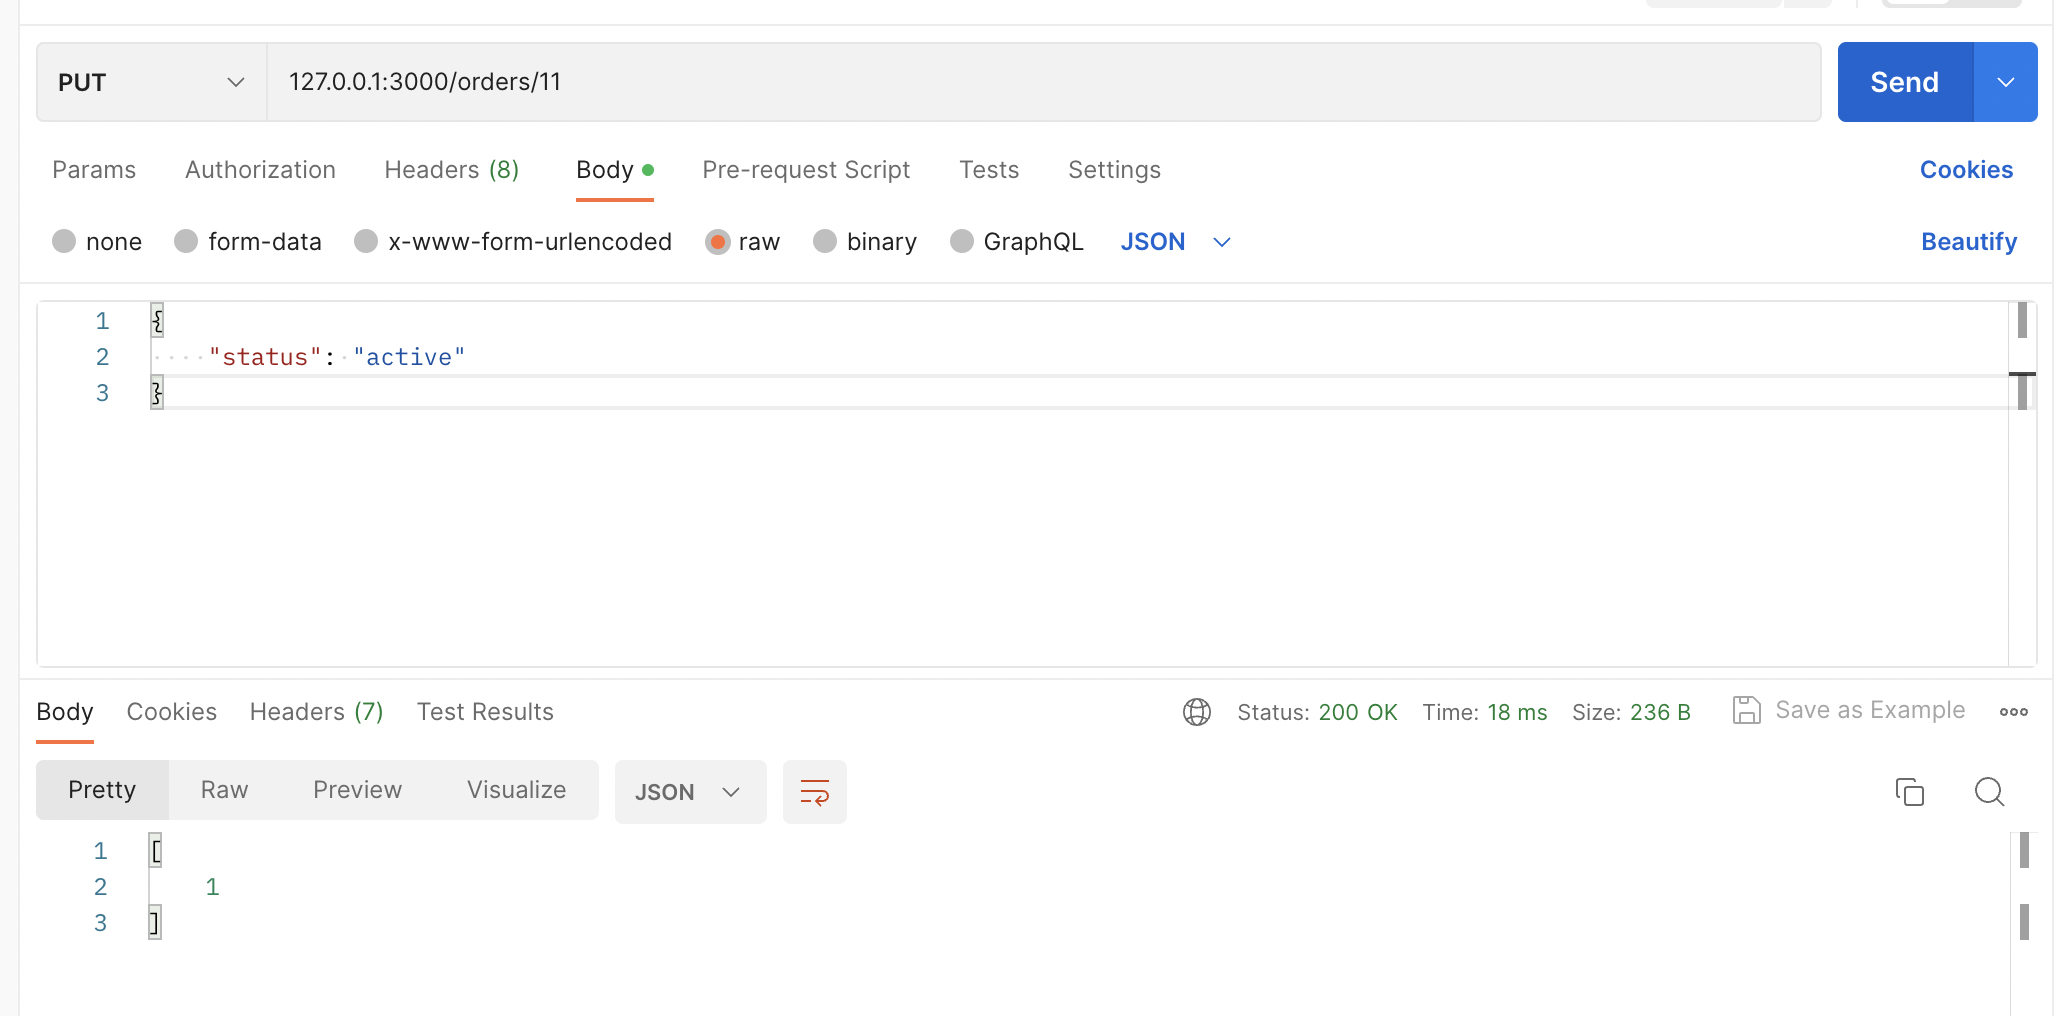 PUT 127.0.0.1:3000/orders/11 Send
Params Authorization Headers (8) Body Pre-request Script Tests Settings Cookies
none form-data x-www-form-urlencoded raw binary GraphQL JSON Beautify
1 {
2 ····"status":·"active"
3 }
Body Cookies Headers (7) Test Results Status: 200 OK Time: 18 ms Size: 236 B Save as Example
Pretty Raw Preview Visualize JSON
1 [
2 1
3 ]